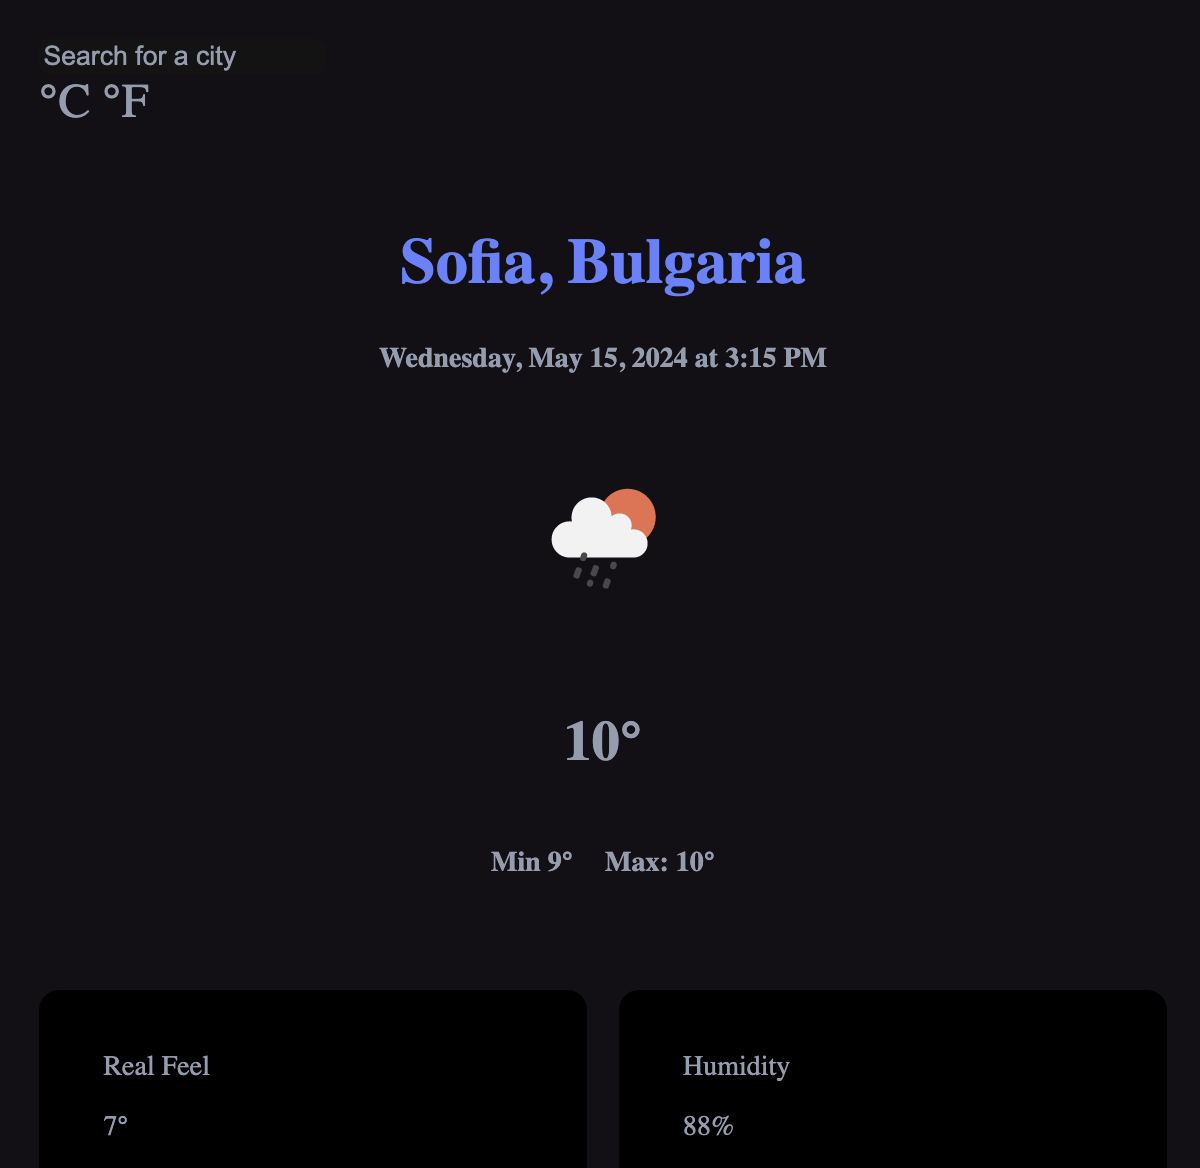 Search for a city
°C °F
Sofia, Bulgaria
Wednesday, May 15, 2024 at 3:15 PM
10°
Min 9° Max: 10°
Real Feel
7°
Humidity
88%